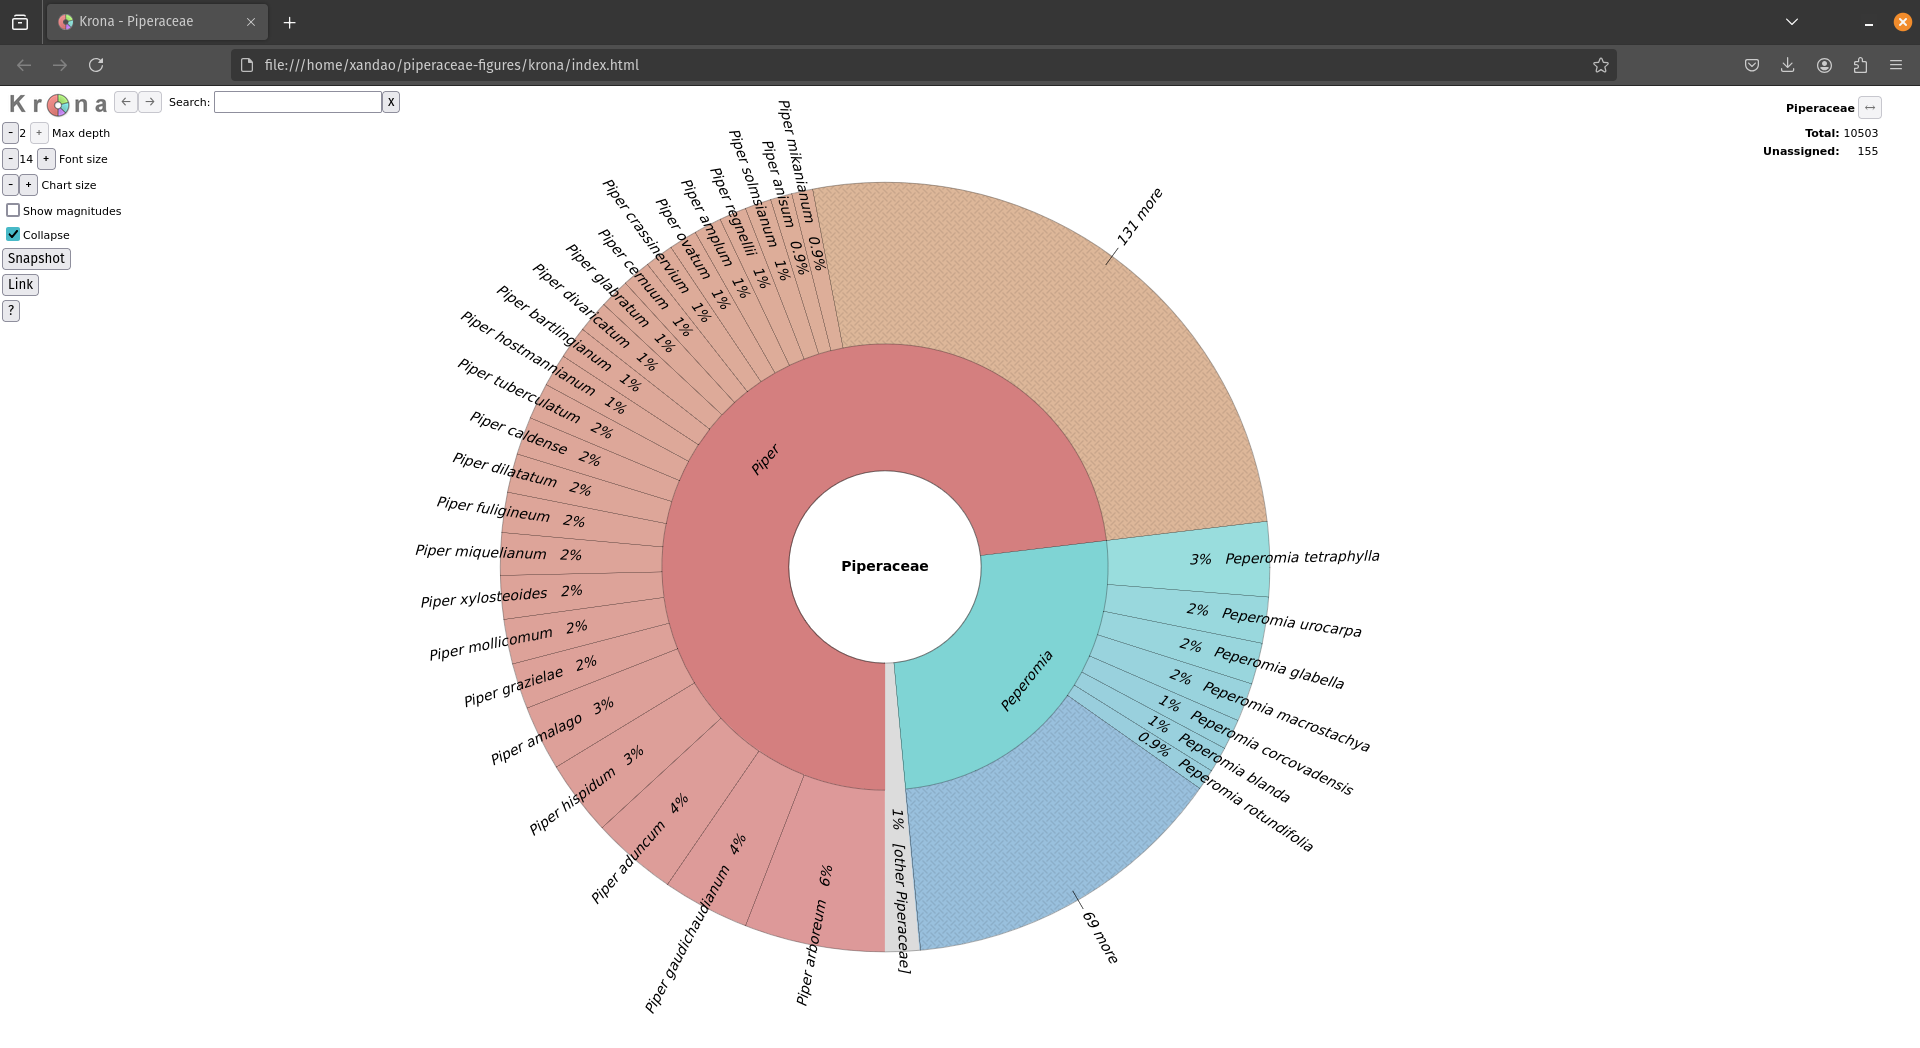 Krona - Piperaceae
file:///home/xandao/piperaceae-figures/krona/index.html
Krona
← → Search: X
- 2 + Max depth
- 14 + Font size
- + Chart size
Show magnitudes
Collapse
Snapshot
Link
?
Piperaceae ↔
Total: 10503
Unassigned: 155
Piper mikanianum 0.9%
Piper anisum 0.9%
Piper solmsianum 1%
Piper regnellii 1%
Piper amplum 1%
Piper ovatum 1%
Piper crassinervium 1%
Piper cernuum 1%
Piper glabratum 1%
Piper divaricatum 1%
Piper bartlingianum 1%
Piper hostmannianum 1%
Piper tuberculatum 2%
Piper caldense 2%
Piper dilatatum 2%
Piper fuligineum 2%
Piper miquelianum 2%
Piper xylosteoides 2%
Piper mollicomum 2%
Piper grazielae 2%
Piper amalago 3%
Piper hispidum 3%
Piper aduncum 4%
Piper gaudichaudianum 4%
Piper arboreum 6%
1% [other Piperaceae]
131 more
Piper
Piperaceae
Peperomia
3% Peperomia tetraphylla
2% Peperomia urocarpa
2% Peperomia glabella
2% Peperomia macrostachya
1% Peperomia corcovadensis
1% Peperomia blanda
0.9% Peperomia rotundifolia
69 more